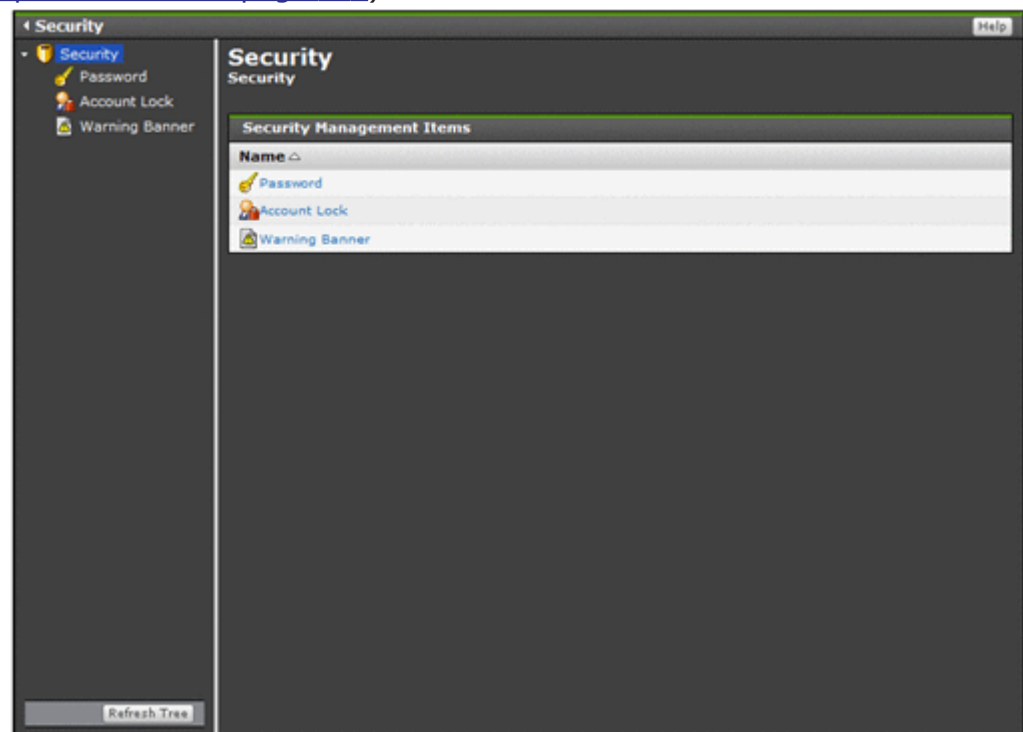 Security
Help
Security
Password
Account Lock
Warning Banner
Refresh Tree
Security
Security
Security Management Items
Name
Password
Account Lock
Warning Banner